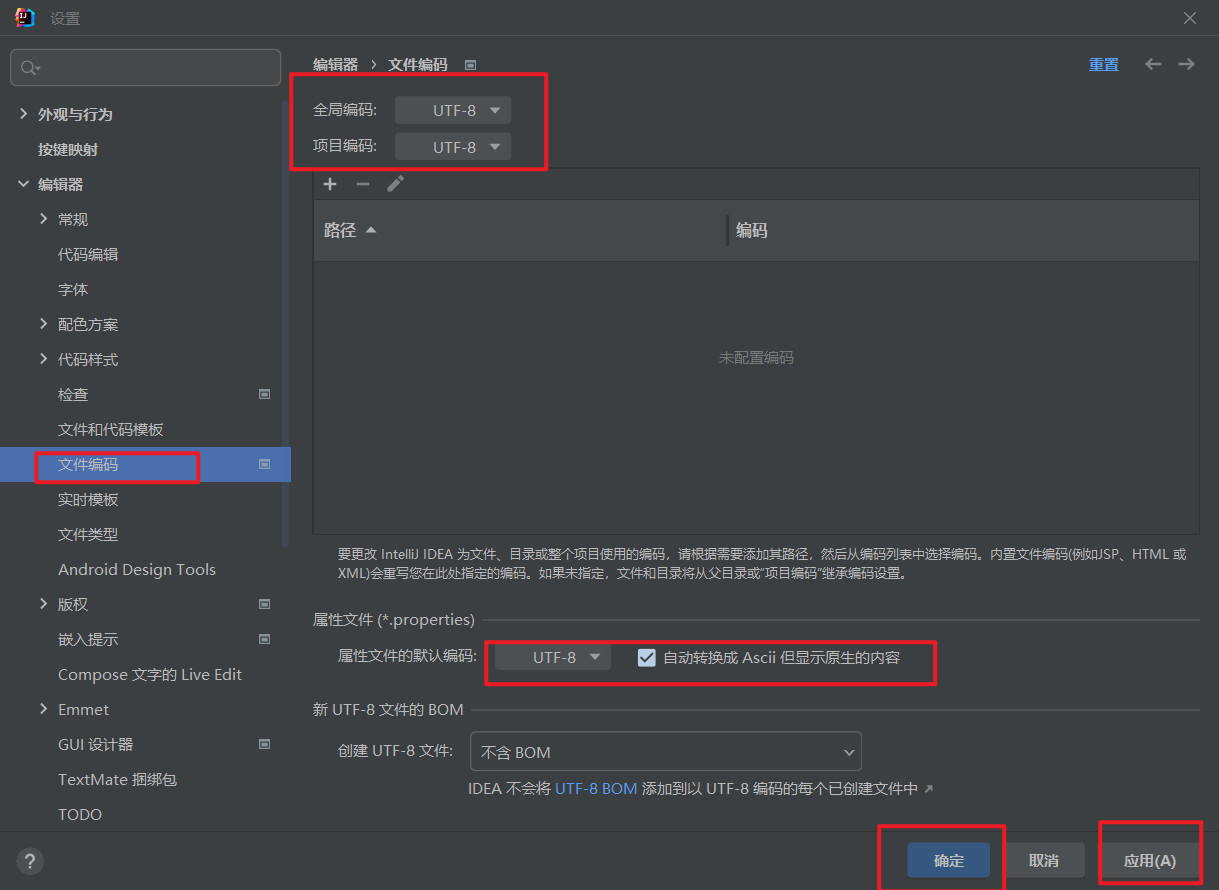 设置
编辑器 › 文件编码
重置
外观与行为
按键映射
编辑器
常规
代码编辑
字体
配色方案
代码样式
检查
文件和代码模板
文件编码
实时模板
文件类型
Android Design Tools
版权
嵌入提示
Compose 文字的 Live Edit
Emmet
GUI 设计器
TextMate 捆绑包
TODO
全局编码: UTF-8
项目编码: UTF-8
路径 编码
未配置编码
要更改 IntelliJ IDEA 为文件、目录或整个项目使用的编码，请根据需要添加其路径，然后从编码列表中选择编码。内置文件编码(例如JSP、HTML 或
XML)会重写您在此处指定的编码。如果未指定，文件和目录将从父目录或“项目编码”继承编码设置。
属性文件 (*.properties)
属性文件的默认编码: UTF-8 自动转换成 Ascii 但显示原生的内容
新 UTF-8 文件的 BOM
创建 UTF-8 文件: 不含 BOM
IDEA 不会将 UTF-8 BOM 添加到以 UTF-8 编码的每个已创建文件中
? 确定 取消 应用(A)